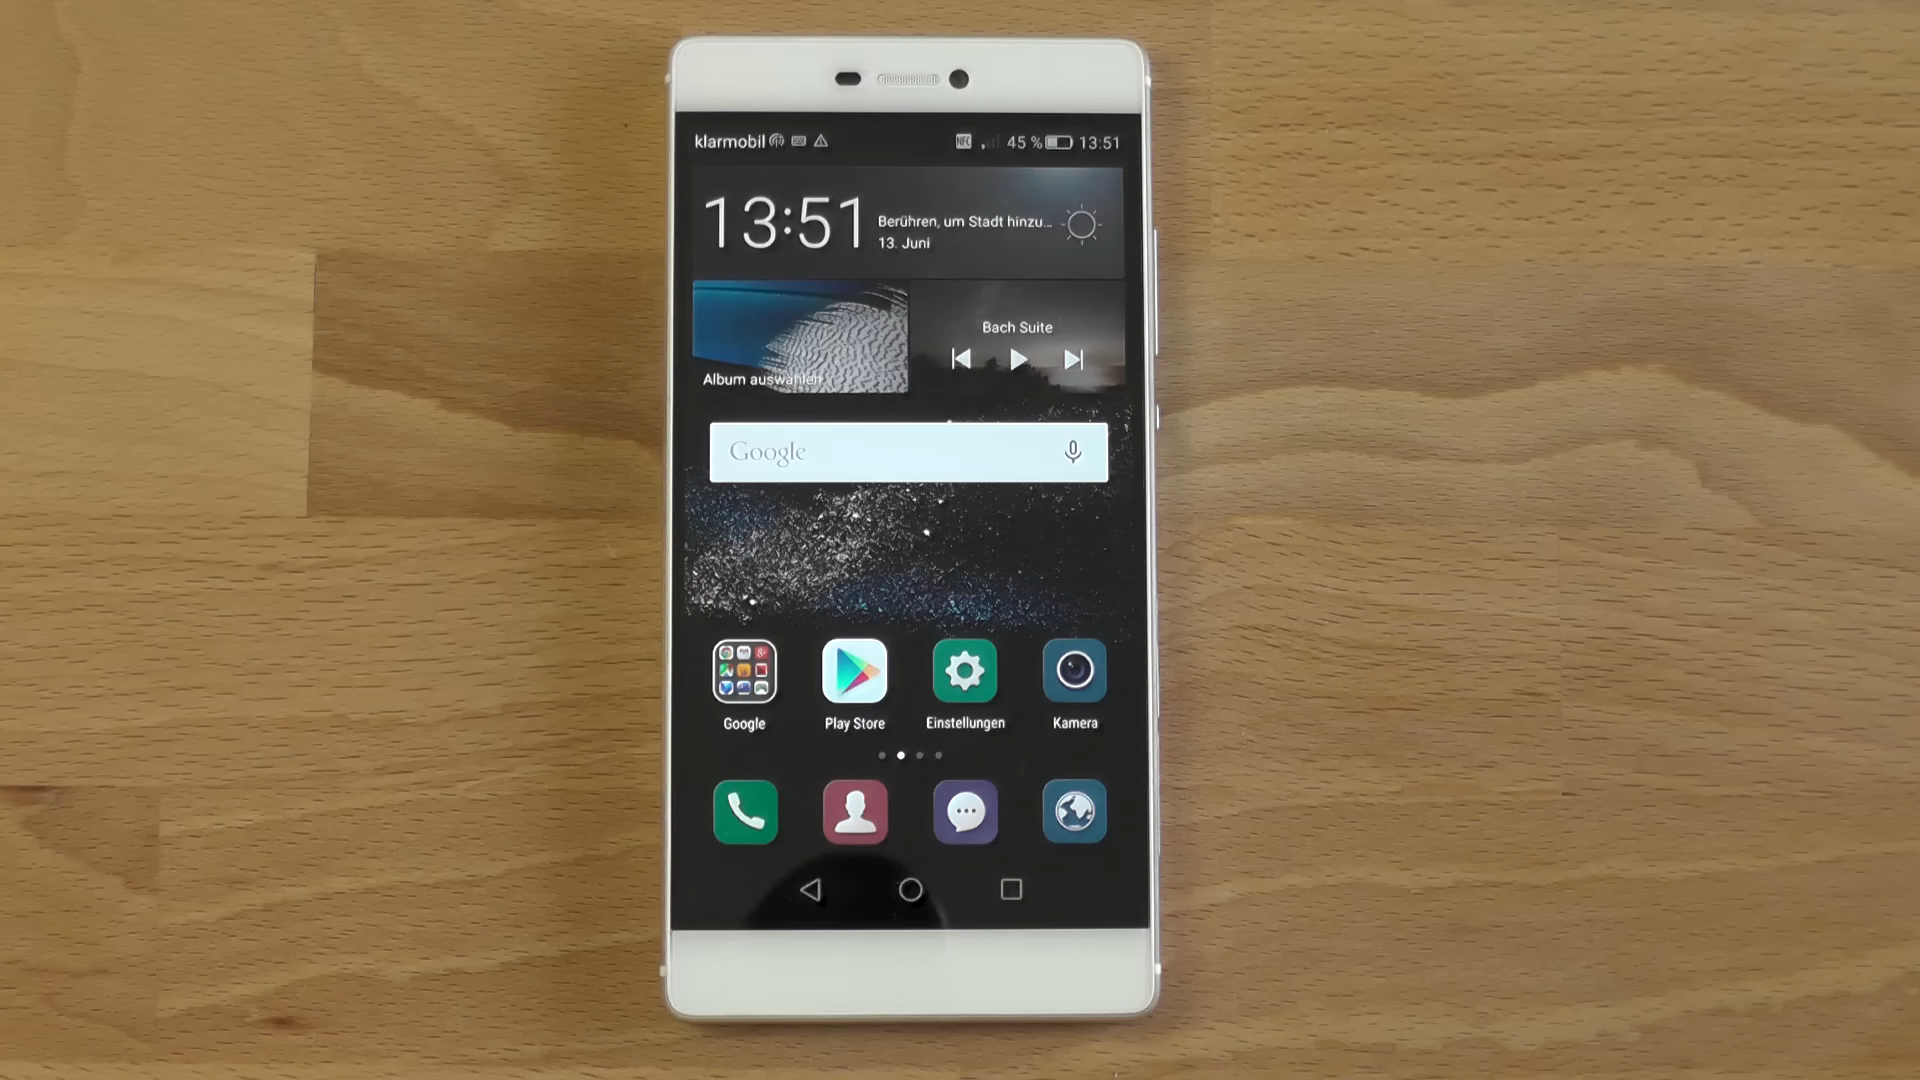 klarmobil NFC 45 % 13:51
13:51
Berühren, um Stadt hinzu...
13. Juni
Bach Suite
Album auswählen
Google
Google Play Store Einstellungen Kamera